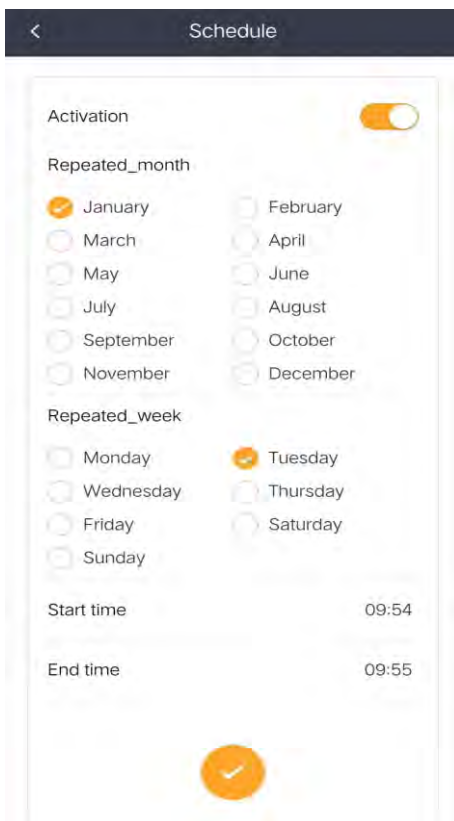 Schedule
Activation
Repeated_month
January February
March April
May June
July August
September October
November December
Repeated_week
Monday Tuesday
Wednesday Thursday
Friday Saturday
Sunday
Start time 09:54
End time 09:55